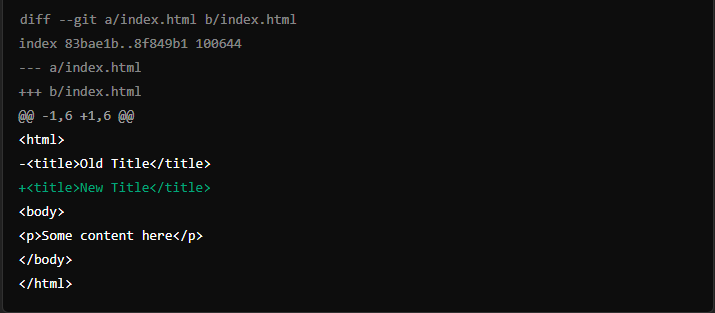 diff --git a/index.html b/index.html
index 83bae1b..8f849b1 100644
--- a/index.html
+++ b/index.html
@@ -1,6 +1,6 @@
<html>
-<title>Old Title</title>
+<title>New Title</title>
<body>
<p>Some content here</p>
</body>
</html>